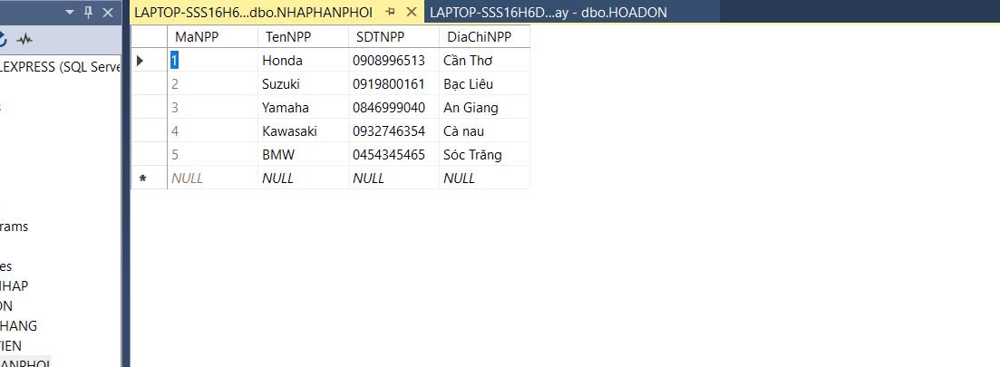 LAPTOP-SSS16H6...dbo.NHAPHANPHOI LAPTOP-SSS16H6D...ay - dbo.HOADON
MaNPP TenNPP SDTNPP DiaChiNPP
LEXPRESS (SQL Serve
1 Honda 0908996513 Cần Thơ
2 Suzuki 0919800161 Bạc Liêu
3 Yamaha 0846999040 An Giang
4 Kawasaki 0932746354 Cà nau
5 BMW 0454345465 Sóc Trăng
* NULL NULL NULL NULL
rams
es
HAP
ON
HANG
IEN
ANPHOI